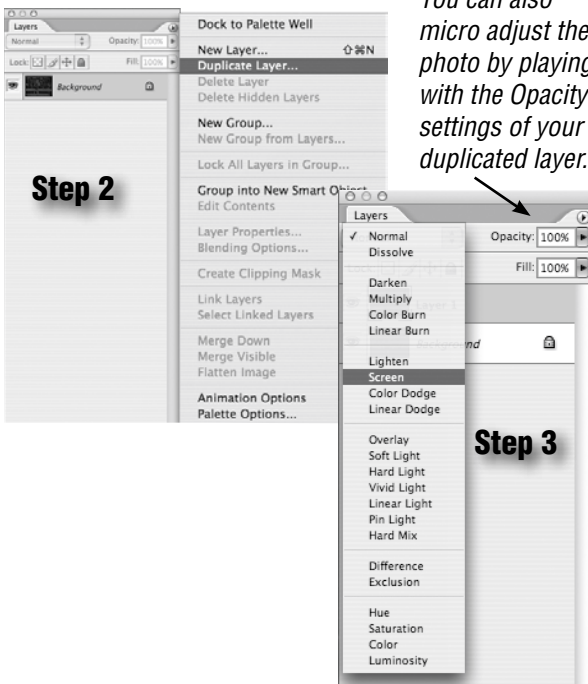 You can also
micro adjust the
photo by playing
with the Opacity
settings of your
duplicated layer.
Layers
Normal Opacity: 100%
Lock: Fill: 100%
Background
Step 2
Dock to Palette Well
New Layer... ⇧⌘N
Duplicate Layer...
Delete Layer
Delete Hidden Layers
New Group...
New Group from Layers...
Lock All Layers in Group...
Group into New Smart Object
Edit Contents
Layer Properties...
Blending Options...
Create Clipping Mask
Link Layers
Select Linked Layers
Merge Down
Merge Visible
Flatten Image
Animation Options
Palette Options...
Layers
✓ Normal Opacity: 100%
Dissolve
Fill: 100%
Darken
Multiply
Color Burn
Linear Burn
Lighten
Screen
Color Dodge
Linear Dodge
Overlay
Soft Light
Hard Light
Vivid Light
Linear Light
Pin Light
Hard Mix
Difference
Exclusion
Hue
Saturation
Color
Luminosity
Layer 1
Background
Step 3